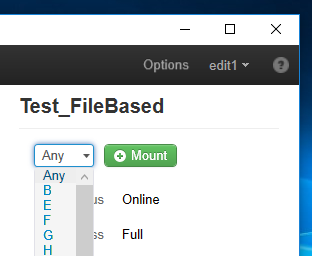 Options edit1 ?
Test_FileBased
Any Mount
Any
B
us Online
E
F
ss Full
G
H